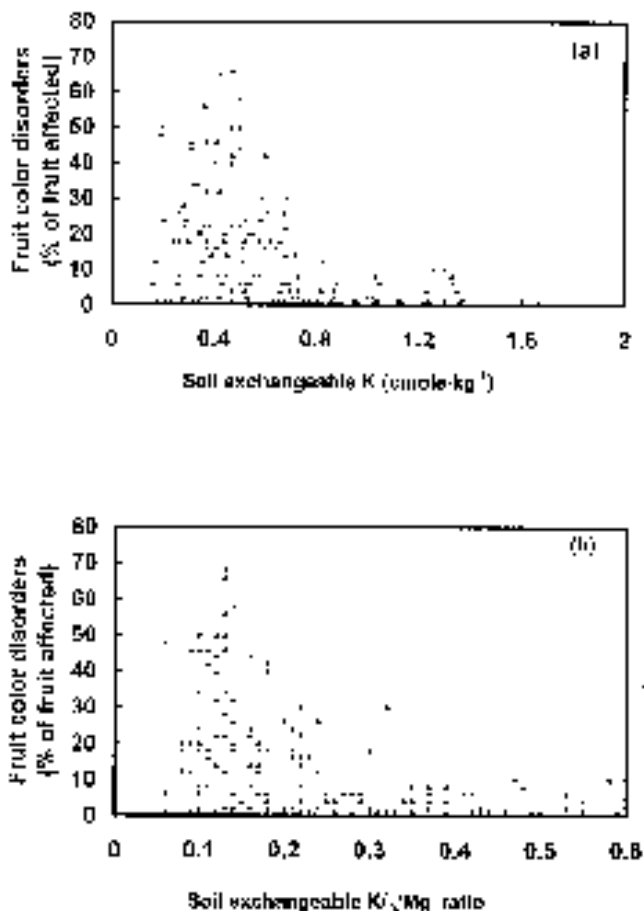 80
(a)
70
60
50
40
30
20
10
0
Fruit color disorders
(% of fruit affected)
0 0.4 0.8 1.2 1.6 2
Soil exchangeable K (cmole·kg⁻¹)
80
(b)
70
60
50
40
30
20
10
0
Fruit color disorders
(% of fruit affected)
0 0.1 0.2 0.3 0.4 0.5 0.6
Soil exchangeable K/√Mg ratio